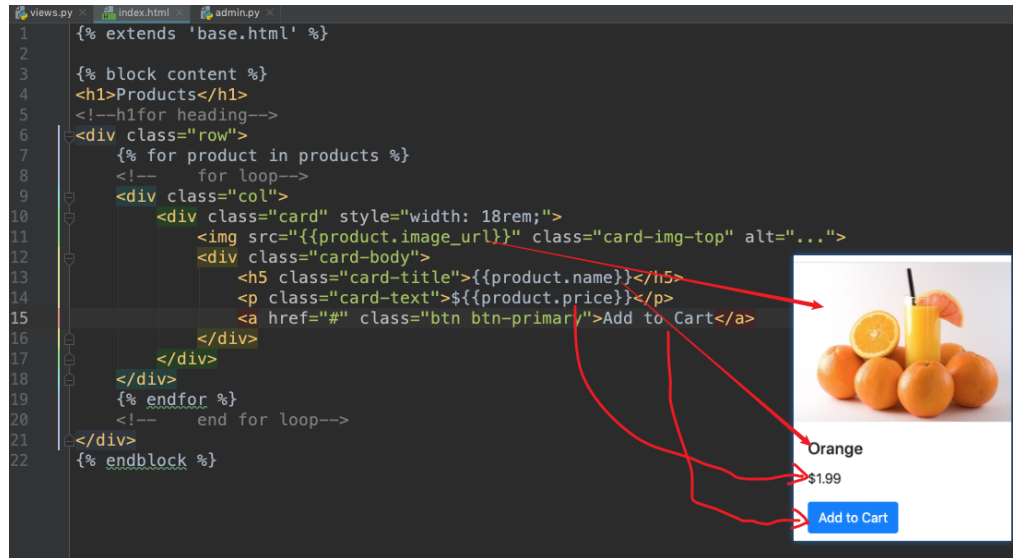 views.py index.html admin.py
1 {% extends 'base.html' %}
2
3 {% block content %}
4 <h1>Products</h1>
5 <!--h1for heading-->
6 <div class="row">
7 {% for product in products %}
8 <!-- for loop-->
9 <div class="col">
10 <div class="card" style="width: 18rem;">
11 <img src="{{product.image_url}}" class="card-img-top" alt="...">
12 <div class="card-body">
13 <h5 class="card-title">{{product.name}}</h5>
14 <p class="card-text">${{product.price}}</p>
15 <a href="#" class="btn btn-primary">Add to Cart</a>
16 </div>
17 </div>
18 </div>
19 {% endfor %}
20 <!-- end for loop-->
21 </div>
22 {% endblock %}
Orange
$1.99
Add to Cart